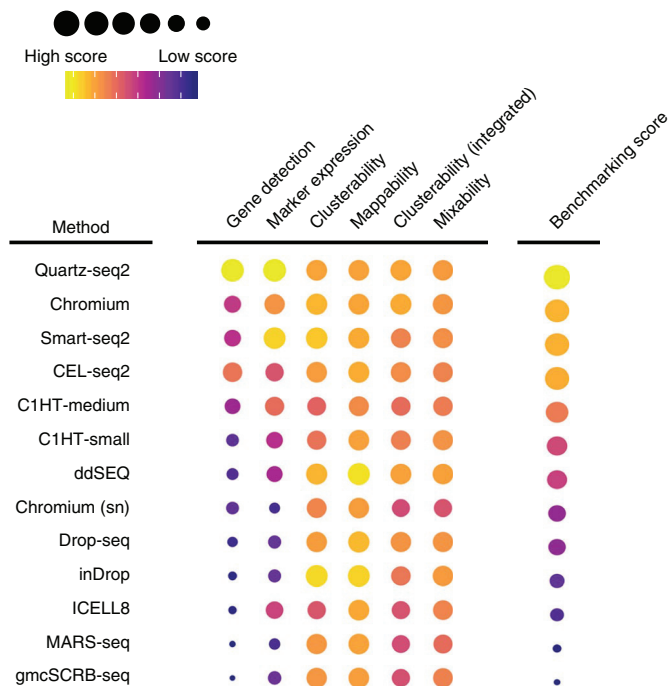 High score Low score
Gene detection
Marker expression
Clusterability
Mappability
Clusterability (integrated)
Mixability
Benchmarking score
Method
Quartz-seq2
Chromium
Smart-seq2
CEL-seq2
C1HT-medium
C1HT-small
ddSEQ
Chromium (sn)
Drop-seq
inDrop
ICELL8
MARS-seq
gmcSCRB-seq